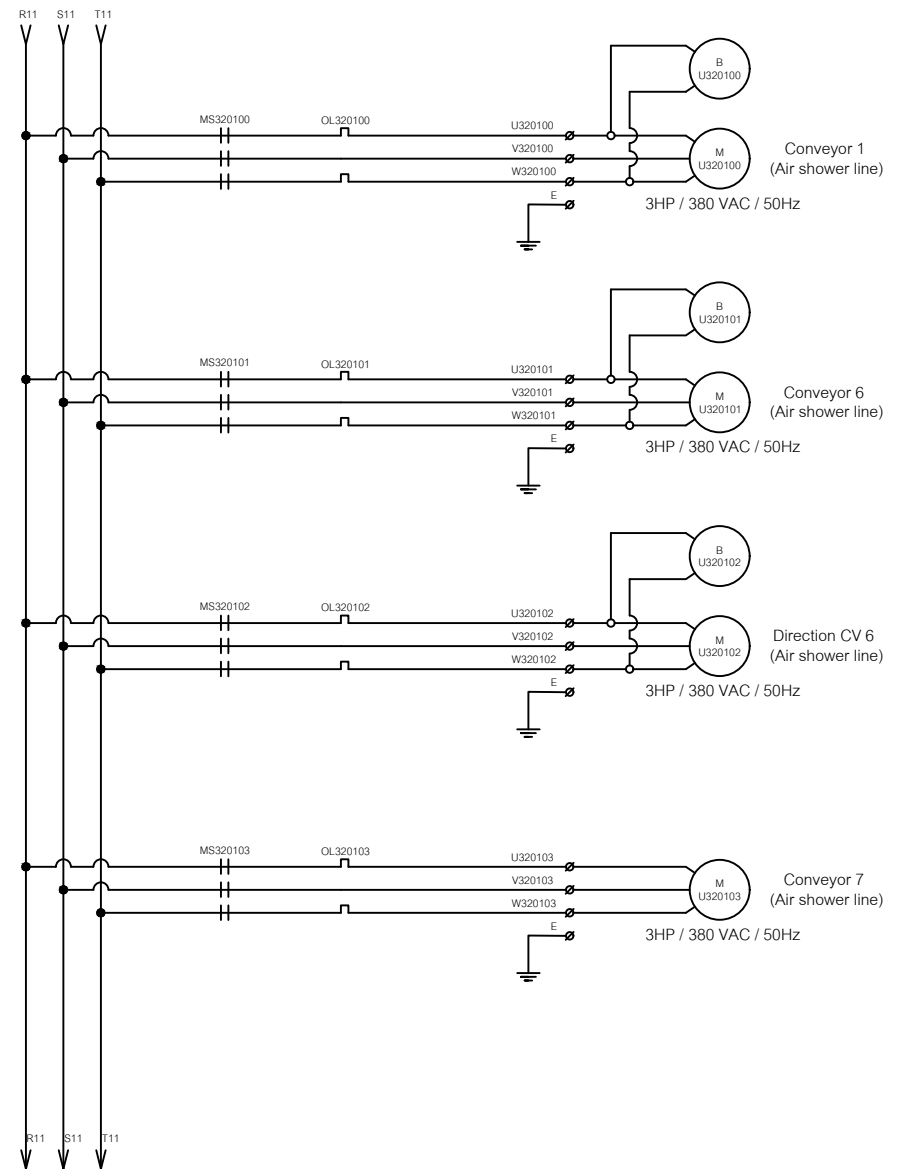 R11 S11 T11
B
U320100
MS320100 OL320100 U320100
V320100
W320100
E
M
U320100
Conveyor 1
(Air shower line)
3HP / 380 VAC / 50Hz
B
U320101
MS320101 OL320101 U320101
V320101
W320101
E
M
U320101
Conveyor 6
(Air shower line)
3HP / 380 VAC / 50Hz
B
U320102
MS320102 OL320102 U320102
V320102
W320102
E
M
U320102
Direction CV 6
(Air shower line)
3HP / 380 VAC / 50Hz
MS320103 OL320103 U320103
V320103
W320103
E
M
U320103
Conveyor 7
(Air shower line)
3HP / 380 VAC / 50Hz
R11 S11 T11